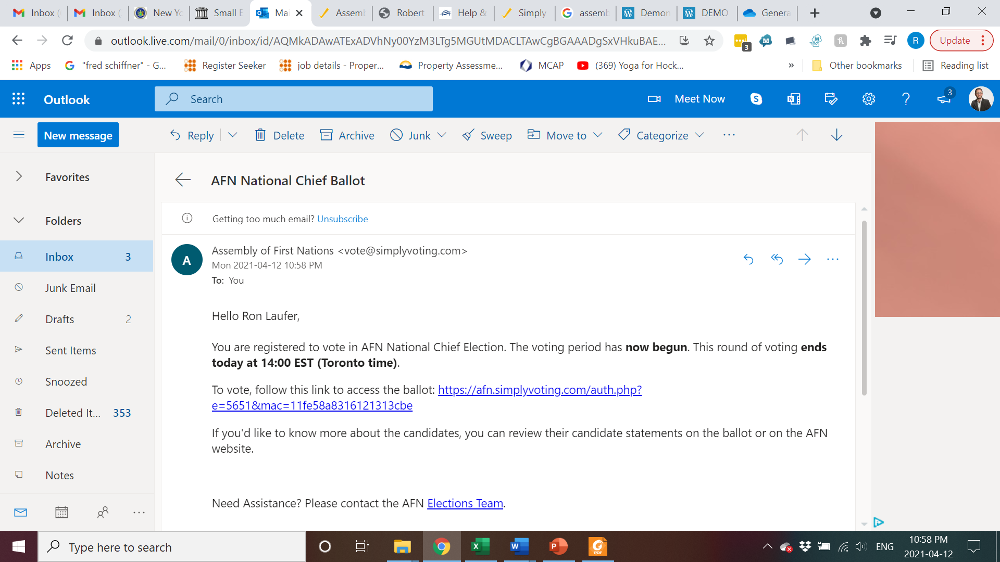 Inbox ( Inbox ( New Yo Small E Mai Assemb Robert Help & Simply assemb Demon DEMO Genera
outlook.live.com/mail/0/inbox/id/AQMkADAwATExADVhNy00YzM3LTg5MGUtMDACLTAwCgBGAAADgSxVHkuBAE... 3 R Update
Apps "fred schiffner" - G... Register Seeker job details - Proper... Property Assessme... MCAP (369) Yoga for Hock... » Other bookmarks Reading list
Outlook Search Meet Now 3
New message Reply Delete Archive Junk Sweep Move to Categorize ...
Favorites
Folders
Inbox 3
Junk Email
Drafts 2
Sent Items
Snoozed
Deleted It... 353
Archive
Notes
AFN National Chief Ballot
Getting too much email? Unsubscribe
A
Assembly of First Nations <vote@simplyvoting.com>
Mon 2021-04-12 10:58 PM
To: You
Hello Ron Laufer,
You are registered to vote in AFN National Chief Election. The voting period has now begun. This round of voting ends
today at 14:00 EST (Toronto time).
To vote, follow this link to access the ballot: https://afn.simplyvoting.com/auth.php?
e=5651&mac=11fe58a8316121313cbe
If you'd like to know more about the candidates, you can review their candidate statements on the ballot or on the AFN
website.
Need Assistance? Please contact the AFN Elections Team.
Type here to search
ENG
10:58 PM
2021-04-12